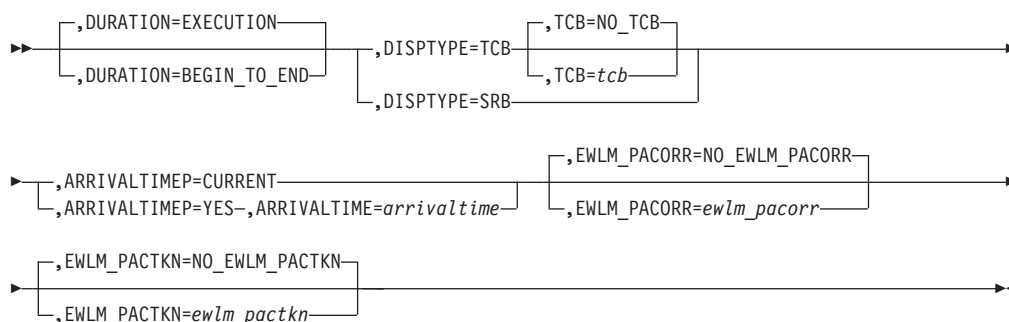 ,DURATION=EXECUTION ,TCB=NO_TCB
,DISPTYPE=TCB
,DURATION=BEGIN_TO_END ,TCB=tcb
,DISPTYPE=SRB
,EWLM_PACORR=NO_EWLM_PACORR
,ARRIVALTIMEP=CURRENT
,ARRIVALTIMEP=YES ,ARRIVALTIME=arrivaltime ,EWLM_PACORR=ewlm_pacorr
,EWLM_PACTKN=NO_EWLM_PACTKN
,EWLM_PACTKN=ewlm_pactkn